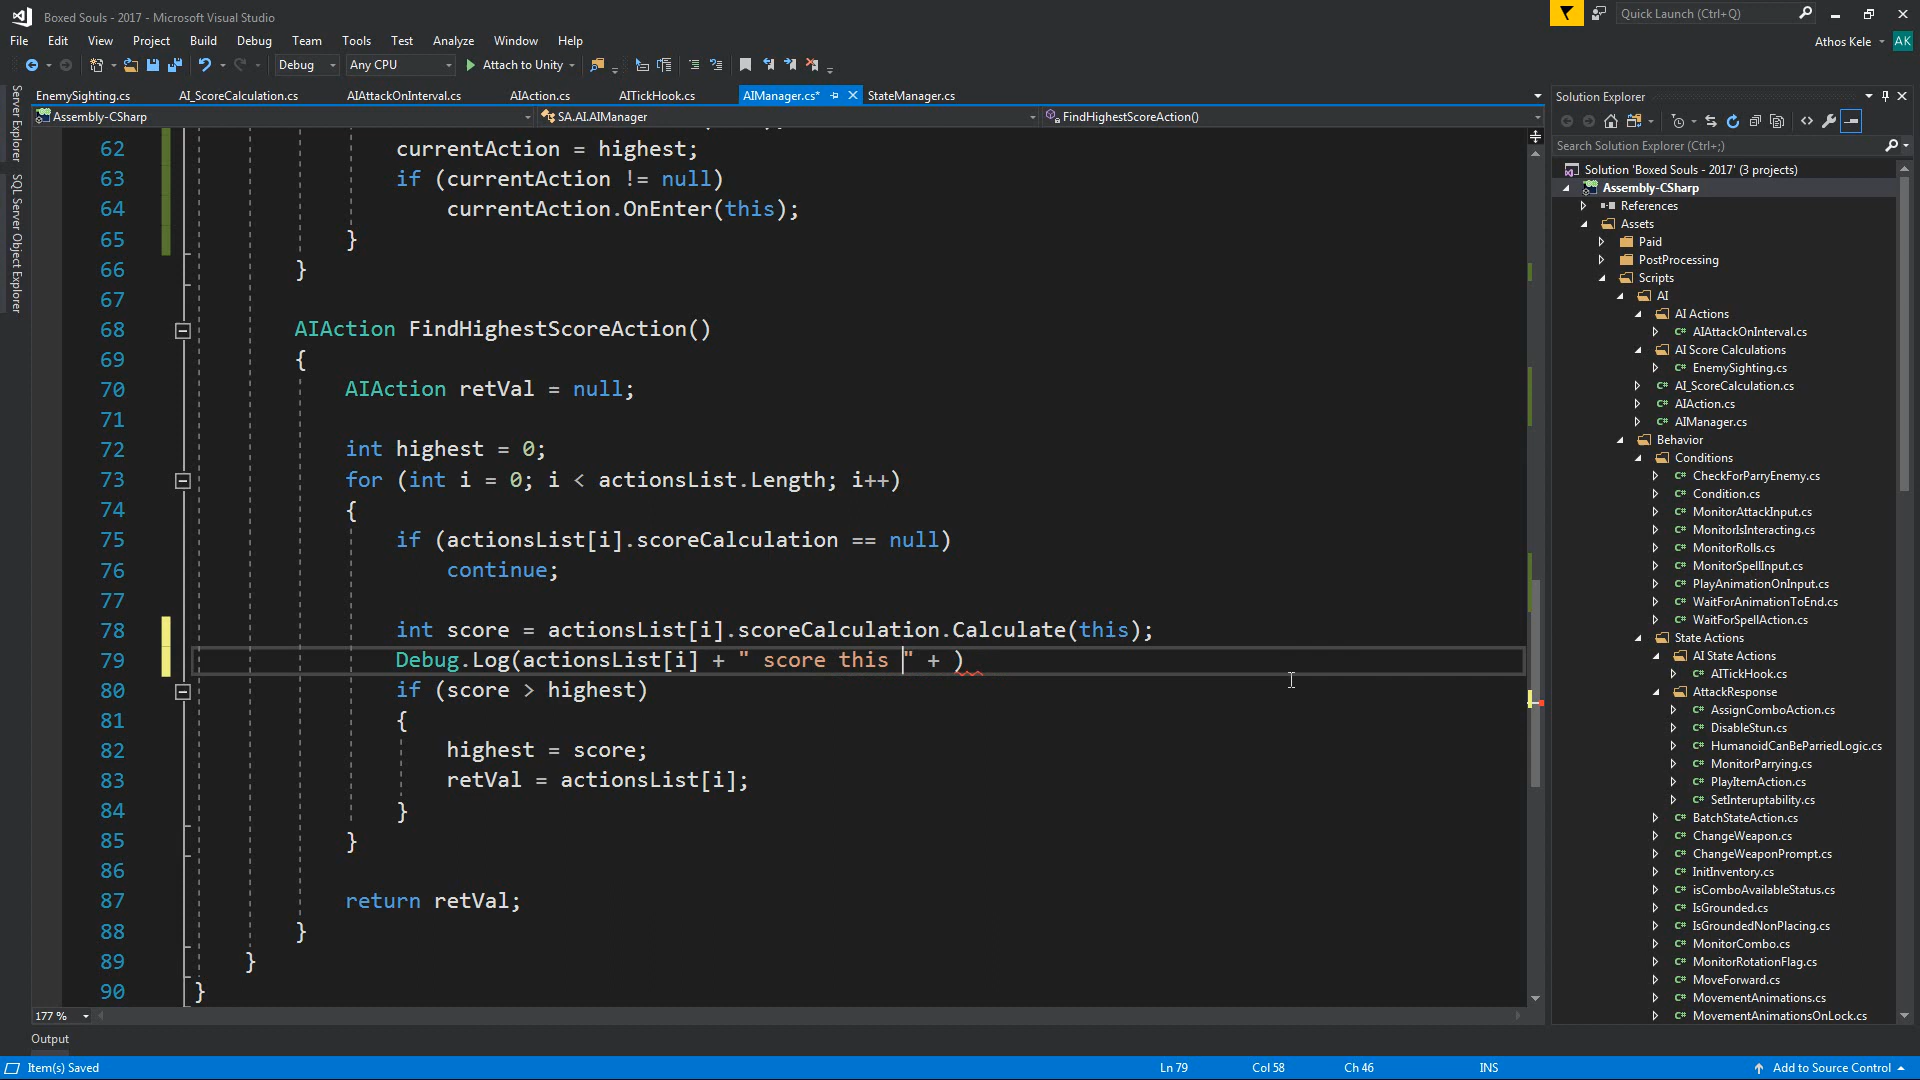 Boxed Souls - 2017 - Microsoft Visual Studio
Quick Launch (Ctrl+Q)
File Edit View Project Build Debug Team Tools Test Analyze Window Help
Athos Kele AK
Debug Any CPU Attach to Unity
EnemySighting.cs AI_ScoreCalculation.cs AIAttackOnInterval.cs AIAction.cs AITickHook.cs AIManager.cs* StateManager.cs
Assembly-CSharp SA.AI.AIManager FindHighestScoreAction()
Server Explorer
SQL Server Object Explorer
62 currentAction = highest;
63 if (currentAction != null)
64 currentAction.OnEnter(this);
65 }
66 }
67
68 AIAction FindHighestScoreAction()
69 {
70 AIAction retVal = null;
71
72 int highest = 0;
73 for (int i = 0; i < actionsList.Length; i++)
74 {
75 if (actionsList[i].scoreCalculation == null)
76 continue;
77
78 int score = actionsList[i].scoreCalculation.Calculate(this);
79 Debug.Log(actionsList[i] + " score this " + )
80 if (score > highest)
81 {
82 highest = score;
83 retVal = actionsList[i];
84 }
85 }
86
87 return retVal;
88 }
89 }
90 }
177 %
Output
Item(s) Saved Ln 79 Col 58 Ch 46 INS Add to Source Control
Solution Explorer
Search Solution Explorer (Ctrl+;)
Solution 'Boxed Souls - 2017' (3 projects)
Assembly-CSharp
References
Assets
Paid
PostProcessing
Scripts
AI
AI Actions
C# AIAttackOnInterval.cs
AI Score Calculations
C# EnemySighting.cs
C# AI_ScoreCalculation.cs
C# AIAction.cs
C# AIManager.cs
Behavior
Conditions
C# CheckForParryEnemy.cs
C# Condition.cs
C# MonitorAttackInput.cs
C# MonitorIsInteracting.cs
C# MonitorRolls.cs
C# MonitorSpellInput.cs
C# PlayAnimationOnInput.cs
C# WaitForAnimationToEnd.cs
C# WaitForSpellAction.cs
State Actions
AI State Actions
C# AITickHook.cs
AttackResponse
C# AssignComboAction.cs
C# DisableStun.cs
C# HumanoidCanBeParriedLogic.cs
C# MonitorParrying.cs
C# PlayItemAction.cs
C# SetInteruptability.cs
C# BatchStateAction.cs
C# ChangeWeapon.cs
C# ChangeWeaponPrompt.cs
C# InitInventory.cs
C# isComboAvailableStatus.cs
C# IsGrounded.cs
C# IsGroundedNonPlacing.cs
C# MonitorCombo.cs
C# MonitorRotationFlag.cs
C# MoveForward.cs
C# MovementAnimations.cs
C# MovementAnimationsOnLock.cs